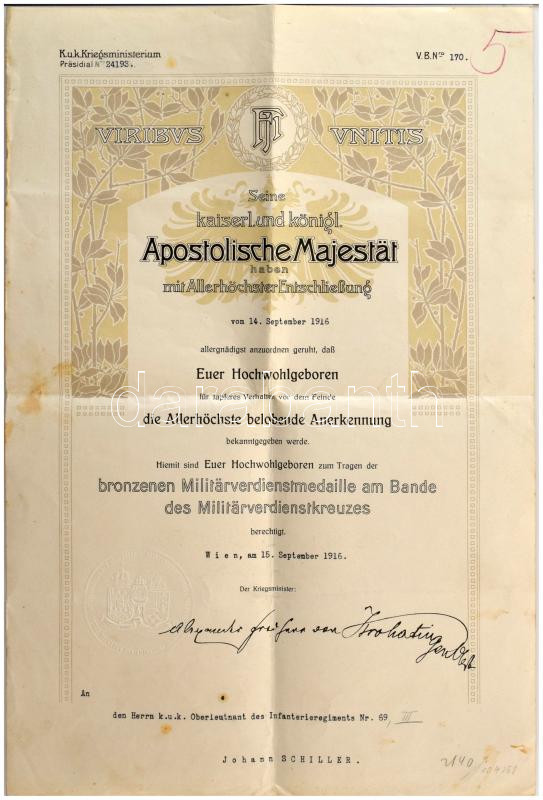 K.u.k.Kriegsministerium
Präsidial Nº 24193.
V.B.Nro 170.
5
VIRIBVS VNITIS
FJI
Seine
kaiserl.und königl.
Apostolische Majestät
haben
mit Allerhöchster Entschließung
vom 14. September 1916
allergnädigst anzuordnen geruht, daß
Euer Hochwohlgeboren
für tapferes Verhalten vor dem Feinde
die Allerhöchste belobende Anerkennung
bekanntgegeben werde.
Hiemit sind Euer Hochwohlgeboren zum Tragen der
bronzenen Militärverdienstmedaille am Bande
des Militärverdienstkreuzes
berechtigt.
Wien, am 15. September 1916.
Der Kriegsminister:
Alexander Freiherr von Krobatin
An
den Herrn k.u.k. Oberleutnant des Infanterieregiments Nr. 69, III
Johann SCHILLER.
darabanth